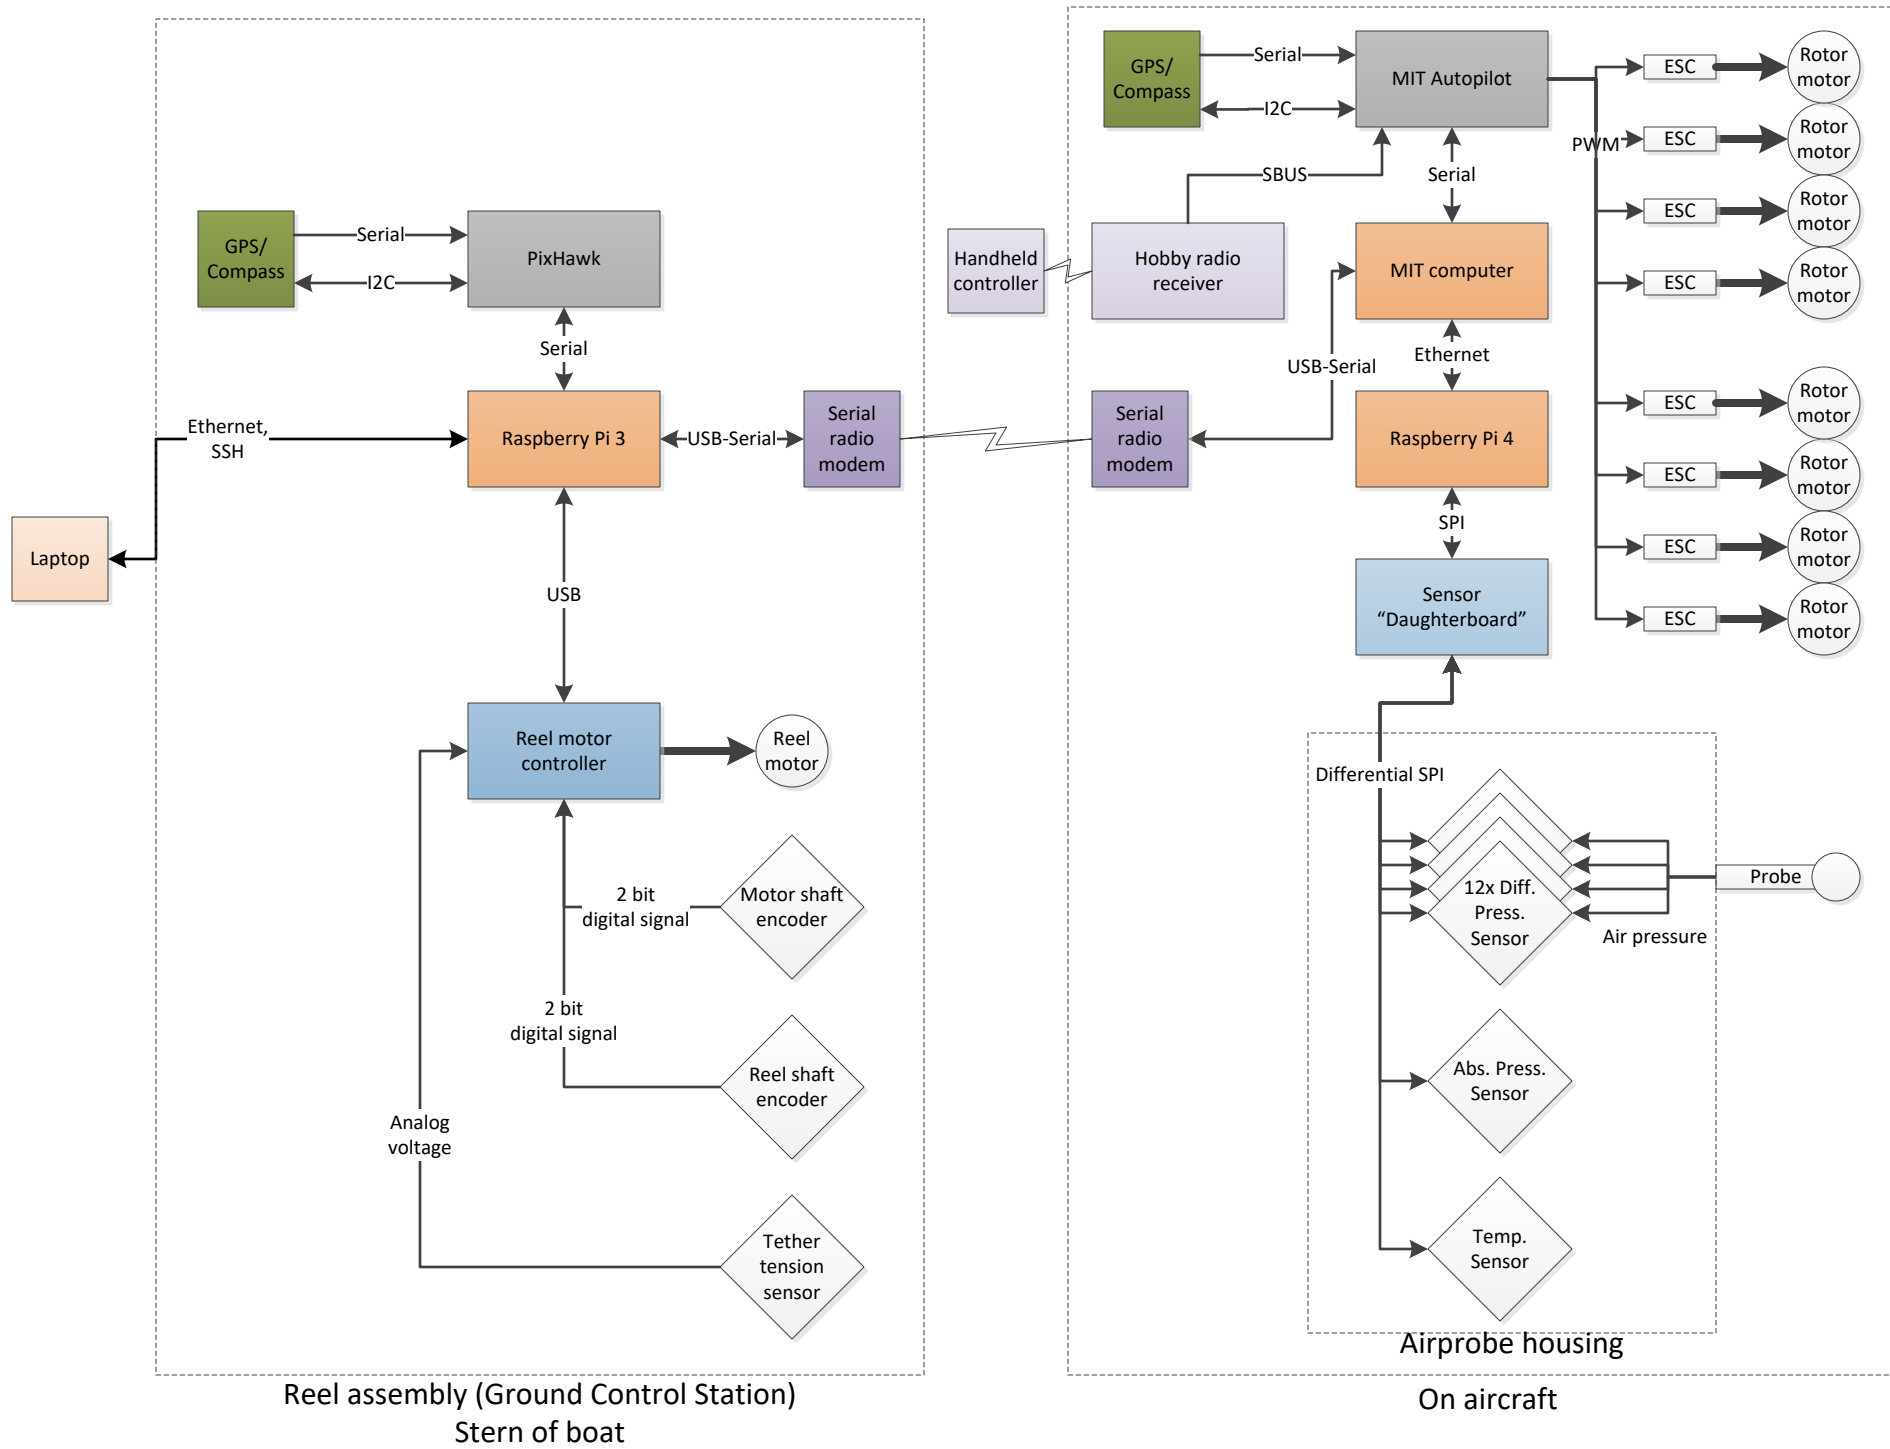 GPS/
Compass
Serial
I2C
PixHawk
Serial
Ethernet,
SSH
Raspberry Pi 3
USB-Serial
Serial
radio
modem
Laptop
USB
Reel motor
controller
Reel
motor
2 bit
digital signal
Motor shaft
encoder
2 bit
digital signal
Reel shaft
encoder
Analog
voltage
Tether
tension
sensor
Reel assembly (Ground Control Station)
Stern of boat
GPS/
Compass
Serial
I2C
MIT Autopilot
SBUS
Serial
Handheld
controller
Hobby radio
receiver
MIT computer
USB-Serial
Ethernet
Serial
radio
modem
Raspberry Pi 4
SPI
Sensor
“Daughterboard”
PWM
ESC
Rotor
motor
ESC
Rotor
motor
ESC
Rotor
motor
ESC
Rotor
motor
ESC
Rotor
motor
ESC
Rotor
motor
ESC
Rotor
motor
ESC
Rotor
motor
Differential SPI
12x Diff.
Press.
Sensor
Probe
Air pressure
Abs. Press.
Sensor
Temp.
Sensor
Airprobe housing
On aircraft